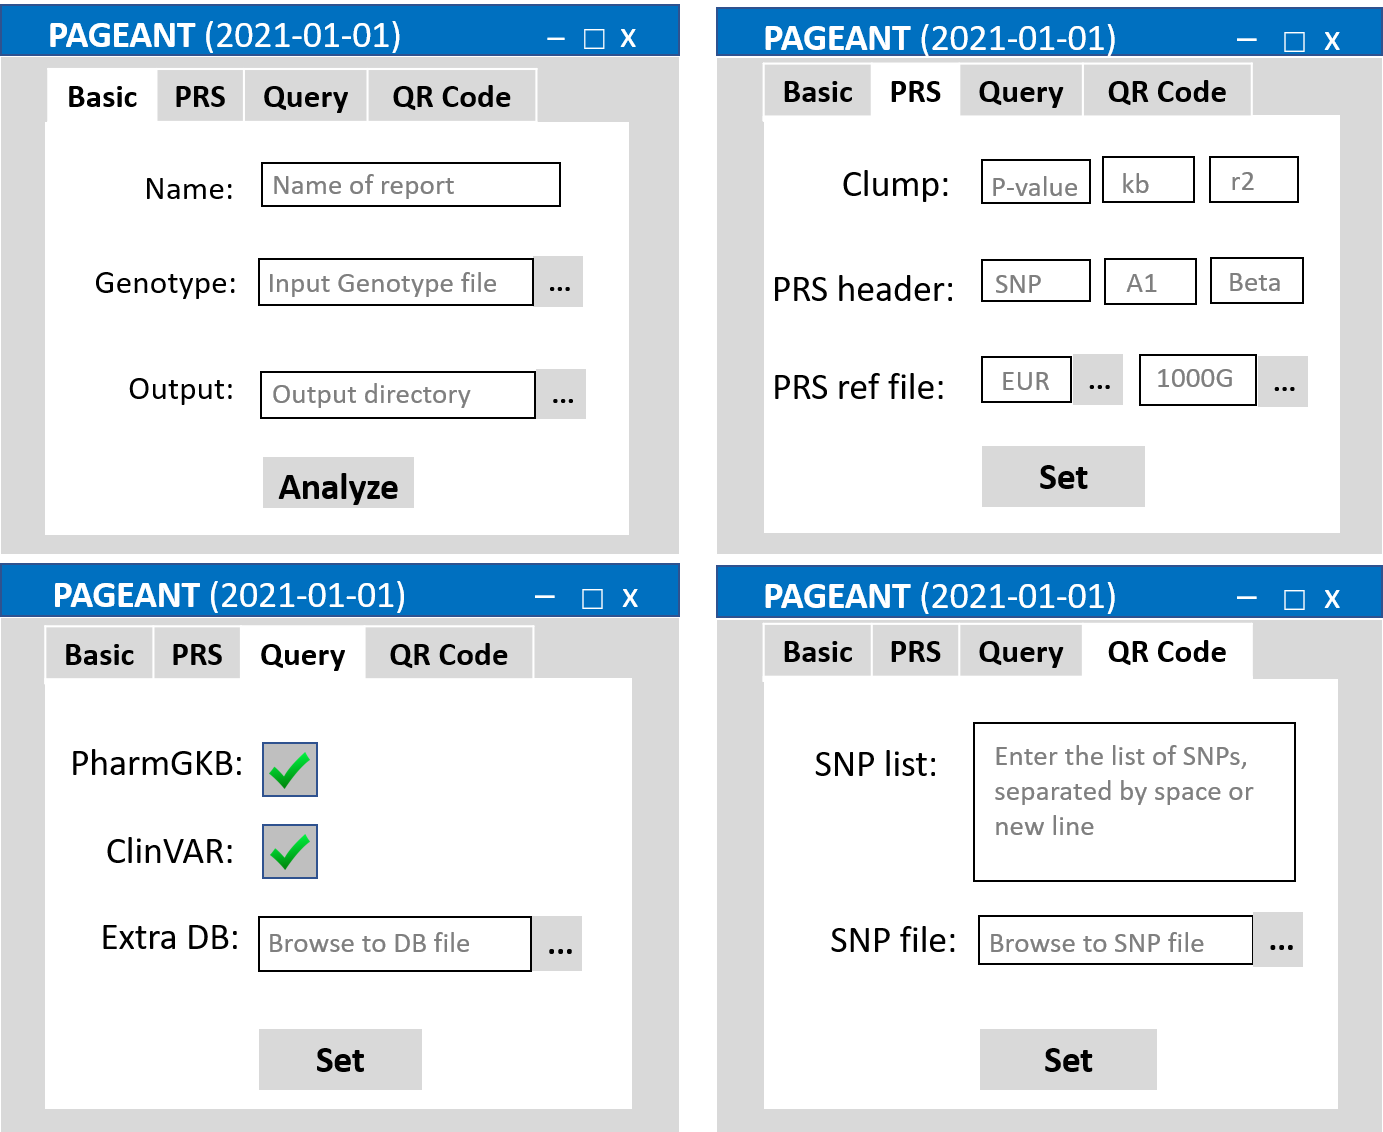 PAGEANT (2021-01-01)
Basic PRS Query QR Code
Name: Name of report
Genotype: Input Genotype file ...
Output: Output directory ...
Analyze
PAGEANT (2021-01-01)
Basic PRS Query QR Code
Clump: P-value kb r2
PRS header: SNP A1 Beta
PRS ref file: EUR ... 1000G ...
Set
PAGEANT (2021-01-01)
Basic PRS Query QR Code
PharmGKB:
ClinVAR:
Extra DB: Browse to DB file ...
Set
PAGEANT (2021-01-01)
Basic PRS Query QR Code
SNP list: Enter the list of SNPs,
separated by space or
new line
SNP file: Browse to SNP file ...
Set